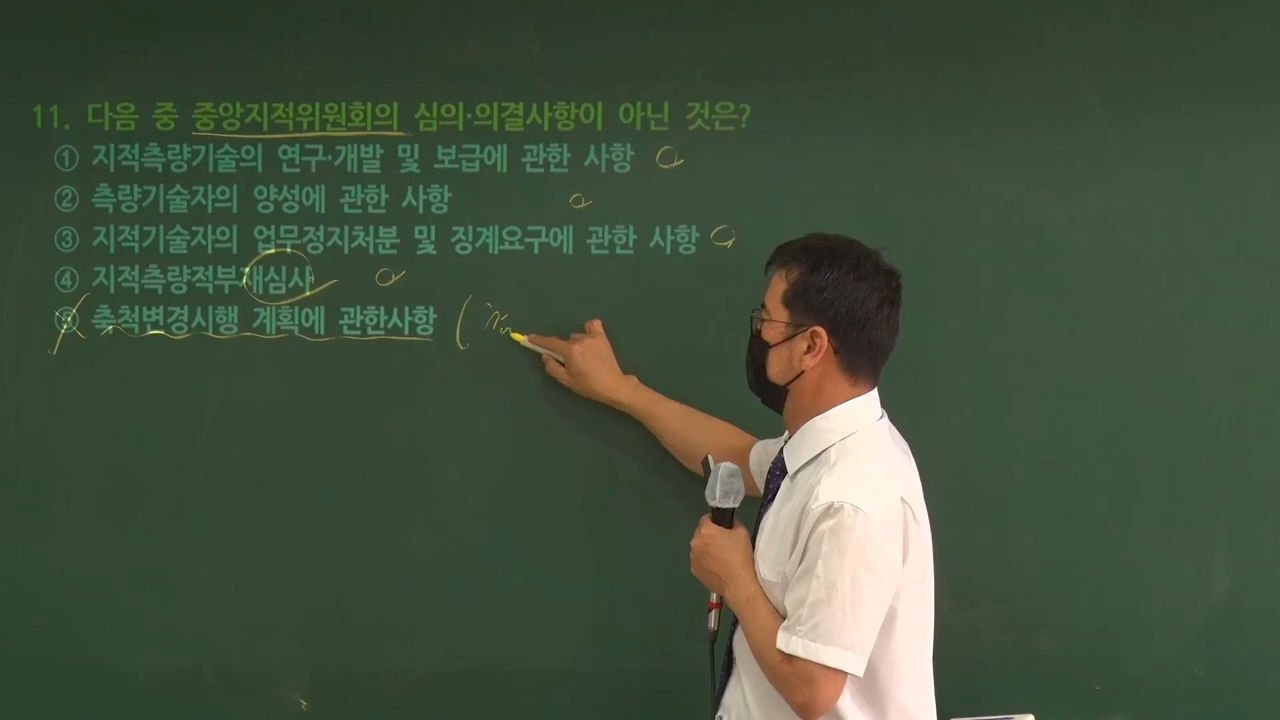 11. 다음 중 중앙지적위원회의 심의·의결사항이 아닌 것은?
① 지적측량기술의 연구·개발 및 보급에 관한 사항
② 측량기술자의 양성에 관한 사항
③ 지적기술자의 업무정지처분 및 징계요구에 관한 사항
④ 지적측량적부재심사
⑤ 축척변경시행 계획에 관한사항 (